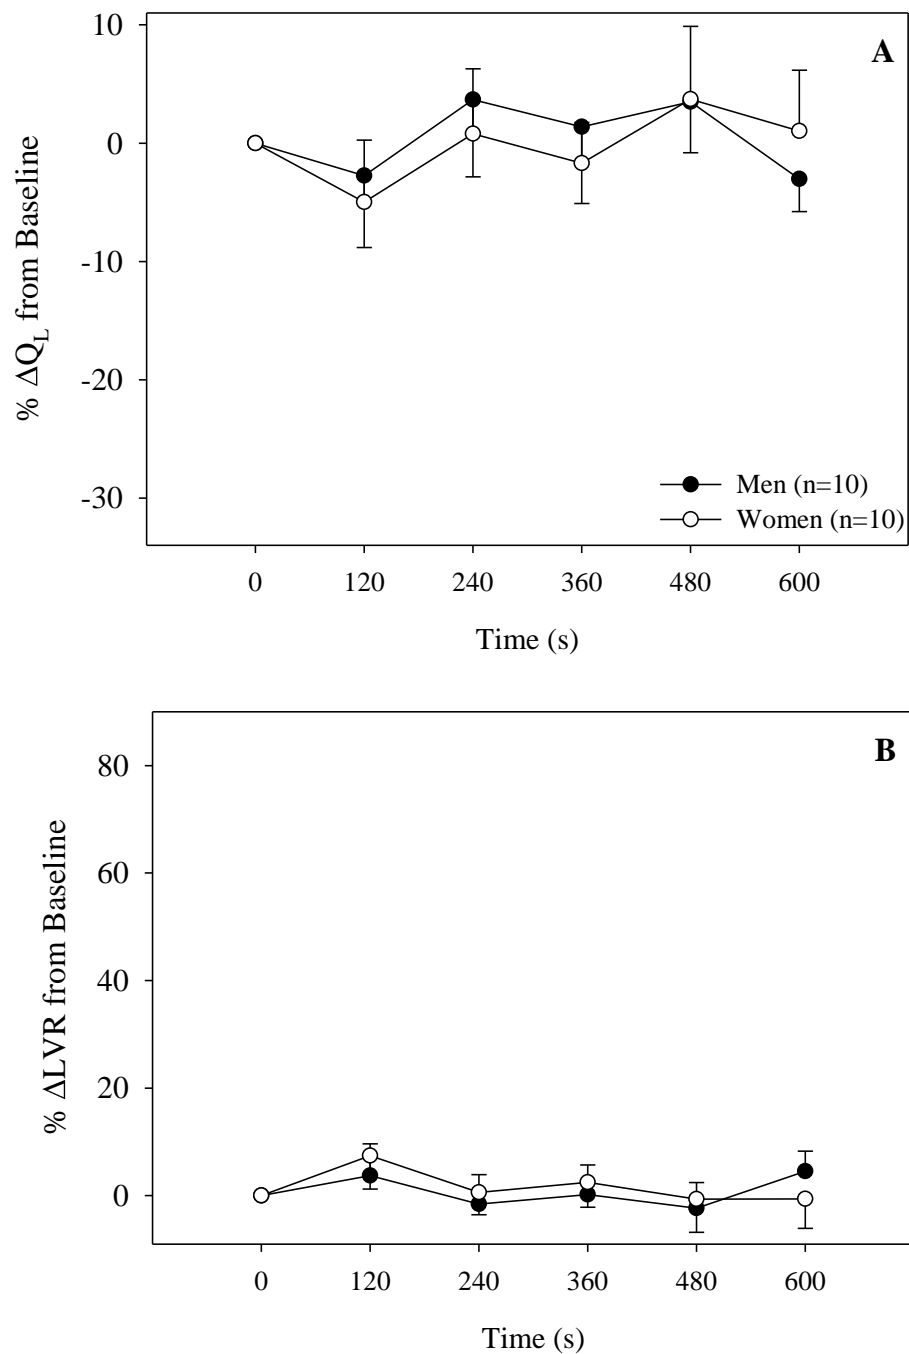 A
10
0
-10
-20
-30
% ΔQL from Baseline
Men (n=10)
Women (n=10)
0 120 240 360 480 600
Time (s)
B
80
60
40
20
0
% ΔLVR from Baseline
0 120 240 360 480 600
Time (s)